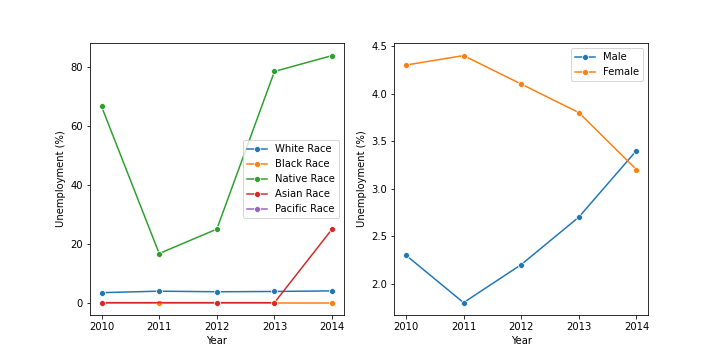 80
60
40
20
0
Unemployment (%)
2010 2011 2012 2013 2014
Year
White Race
Black Race
Native Race
Asian Race
Pacific Race
4.5
4.0
3.5
3.0
2.5
2.0
Unemployment (%)
2010 2011 2012 2013 2014
Year
Male
Female